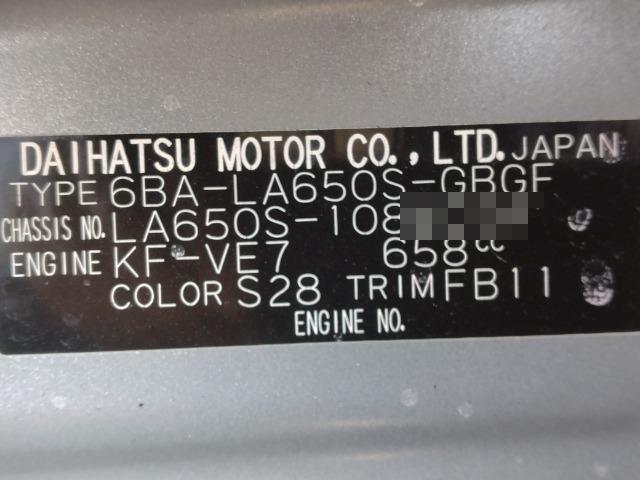 DAIHATSU MOTOR CO., LTD. JAPAN
TYPE 6BA-LA650S-GBGF
CHASSIS NO. LA650S-108
ENGINE KF-VE7 658cc
COLOR S28 TRIM FB11
ENGINE NO.